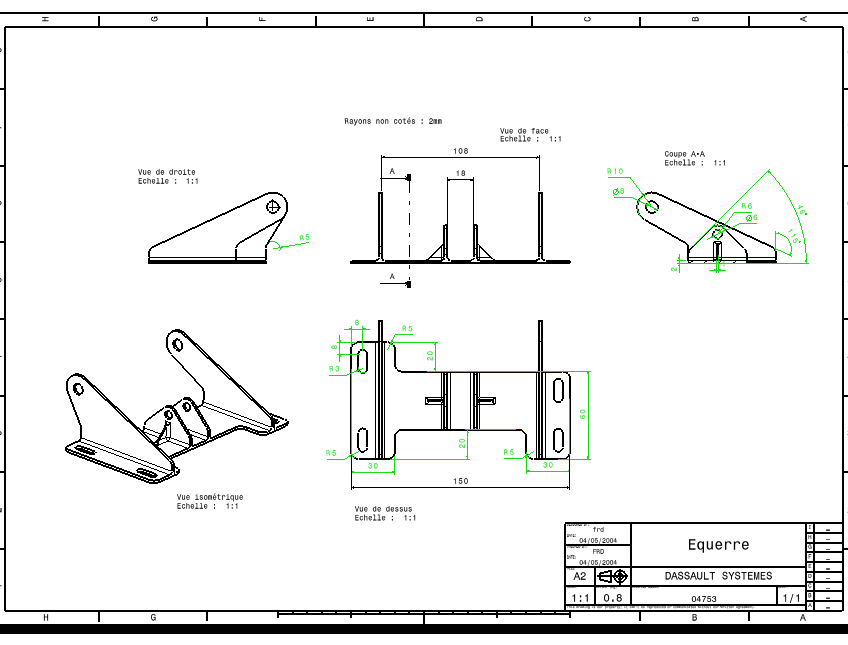 H G F E D C B A
Rayons non cotés : 2mm
Vue de face
Echelle : 1:1
108
Coupe A-A
Echelle : 1:1
Vue de droite
Echelle : 1:1
A
18
R10
Ø8
R6
Ø6
45°
115°
R5
A
2
8
R5
8
20
R3
60
20
R5
R5
30
30
150
Vue isométrique
Echelle : 1:1
Vue de dessus
Echelle : 1:1
frd
04/05/2004
FRD
04/05/2004
Equerre
A2
DASSAULT SYSTEMES
1:1
0.8
04753
1/1
I _
H _
G _
F _
E _
D _
C _
B _
A _
H G B A